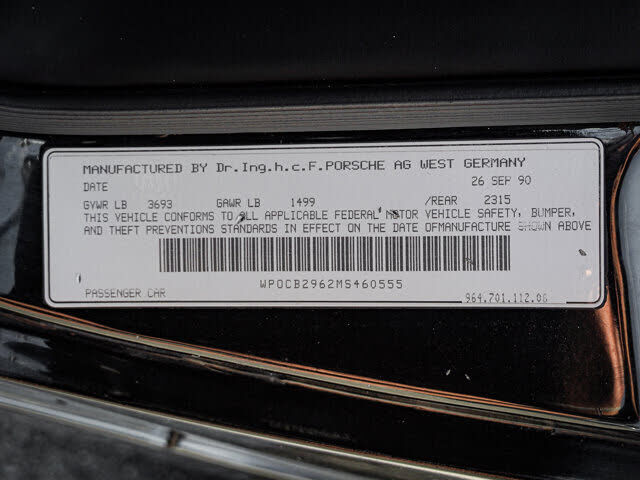 MANUFACTURED BY Dr.Ing.h.c.F.PORSCHE AG WEST GERMANY
DATE 26 SEP 90
GVWR LB 3693 GAWR LB 1499 /REAR 2315
THIS VEHICLE CONFORMS TO ALL APPLICABLE FEDERAL MOTOR VEHICLE SAFETY, BUMPER,
AND THEFT PREVENTIONS STANDARDS IN EFFECT ON THE DATE OFMANUFACTURE SHOWN ABOVE
WP0CB2962MS460555
PASSENGER CAR 964.701.112.08